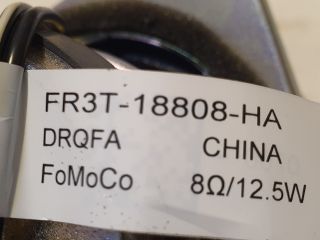 FR3T-18808-HA
DRQFA CHINA
FoMoCo 8Ω/12.5W